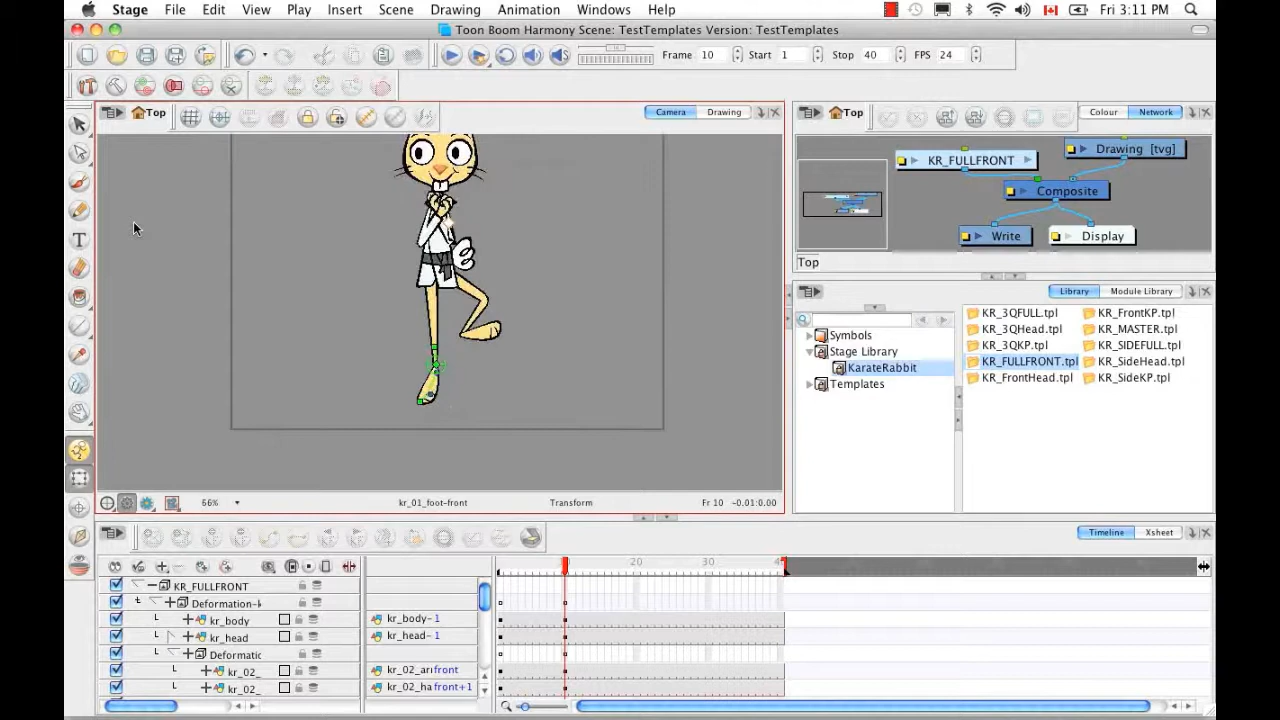 Stage File Edit View Play Insert Scene Drawing Animation Windows Help Fri 3:11 PM
Toon Boom Harmony Scene: TestTemplates Version: TestTemplates
Frame 10 Start 1 Stop 40 FPS 24
Top Camera Drawing
Top Colour Network
KR_FULLFRONT Drawing [tvg]
Composite
Write Display
Top
Library Module Library
Symbols
Stage Library
KarateRabbit
Templates
KR_3QFULL.tpl KR_FrontKP.tpl
KR_3QHead.tpl KR_MASTER.tpl
KR_3QKP.tpl KR_SIDEFULL.tpl
KR_FULLFRONT.tpl KR_SideHead.tpl
KR_FrontHead.tpl KR_SideKP.tpl
66% kr_01_foot-front Transform Fr 10 -0.01:0.00
Timeline Xsheet
20 30
KR_FULLFRONT
Deformation-
kr_body kr_body- 1
kr_head kr_head- 1
Deformatic
kr_02_ kr_02_arı front
kr_02_ kr_02_ha front+1